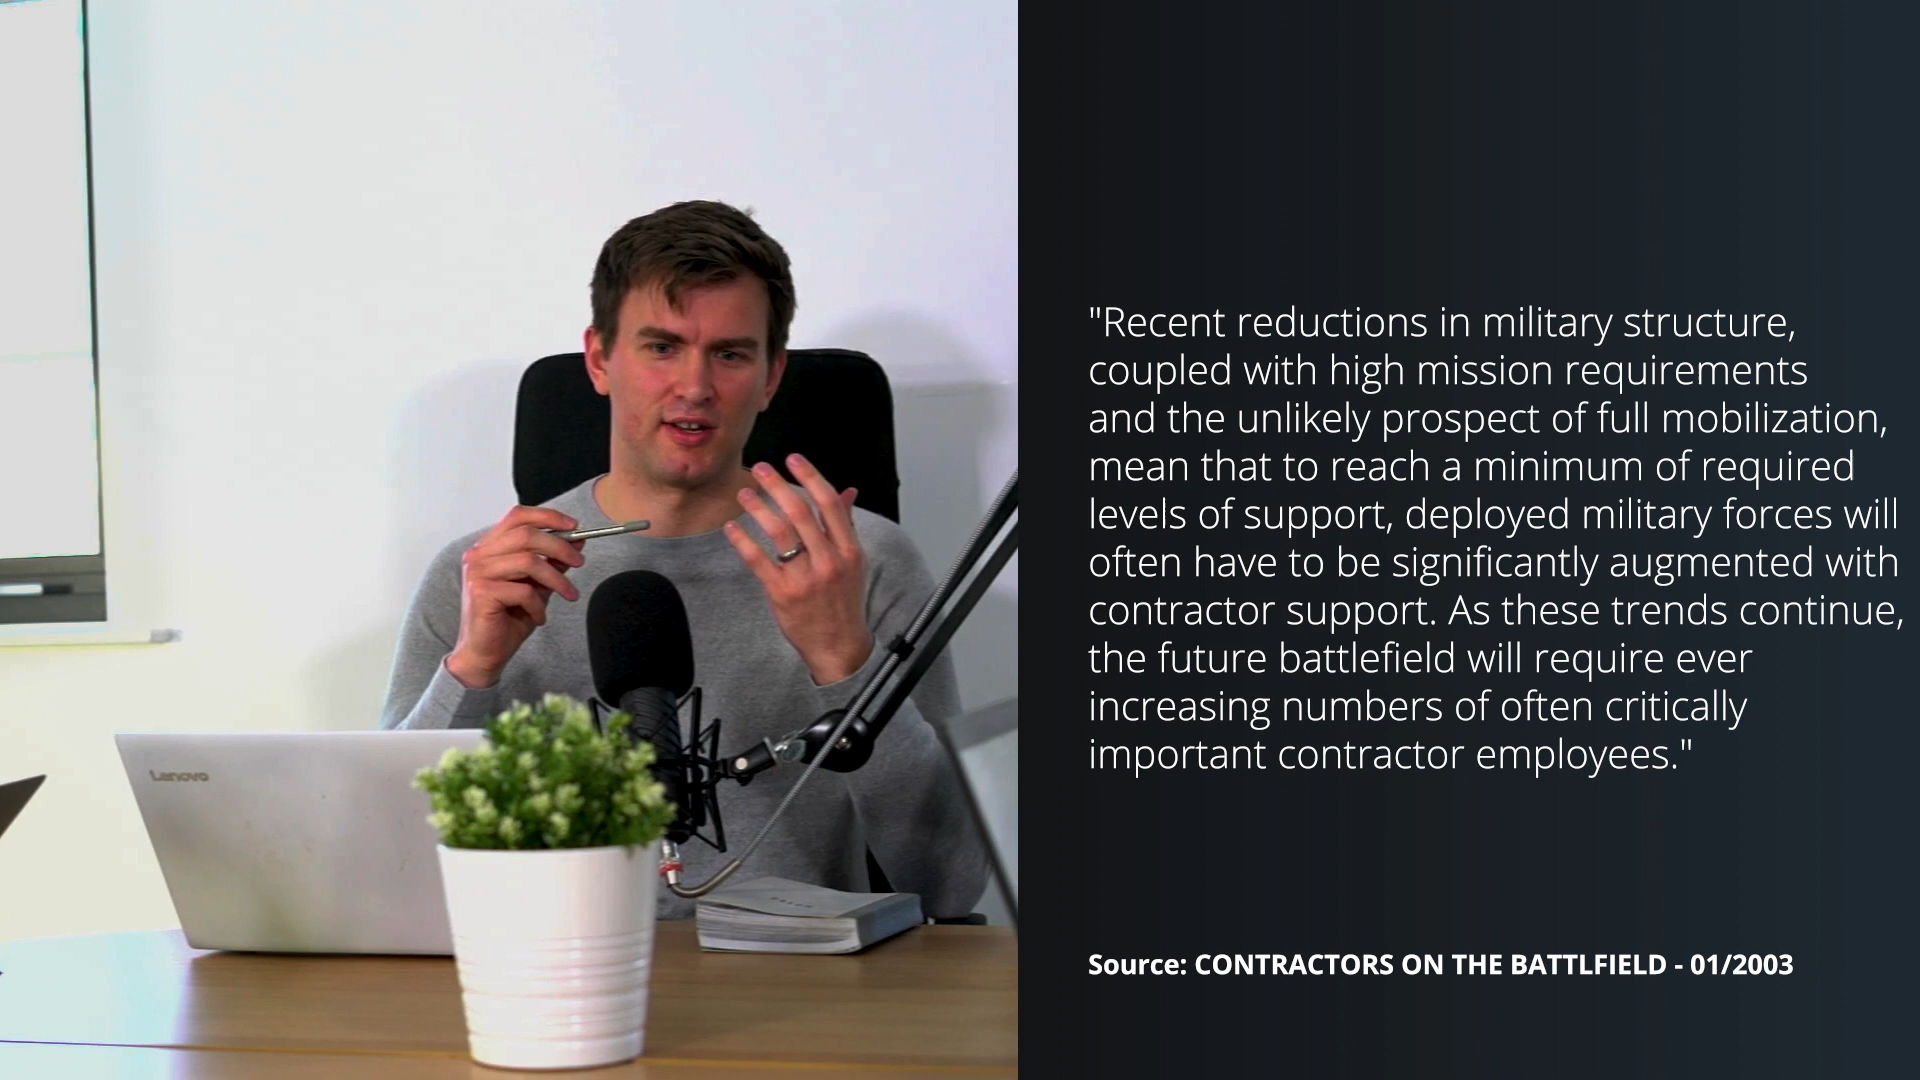 "Recent reductions in military structure,
coupled with high mission requirements
and the unlikely prospect of full mobilization,
mean that to reach a minimum of required
levels of support, deployed military forces will
often have to be significantly augmented with
contractor support. As these trends continue,
the future battlefield will require ever
increasing numbers of often critically
important contractor employees."
Source: CONTRACTORS ON THE BATTLFIELD - 01/2003
Lenovo